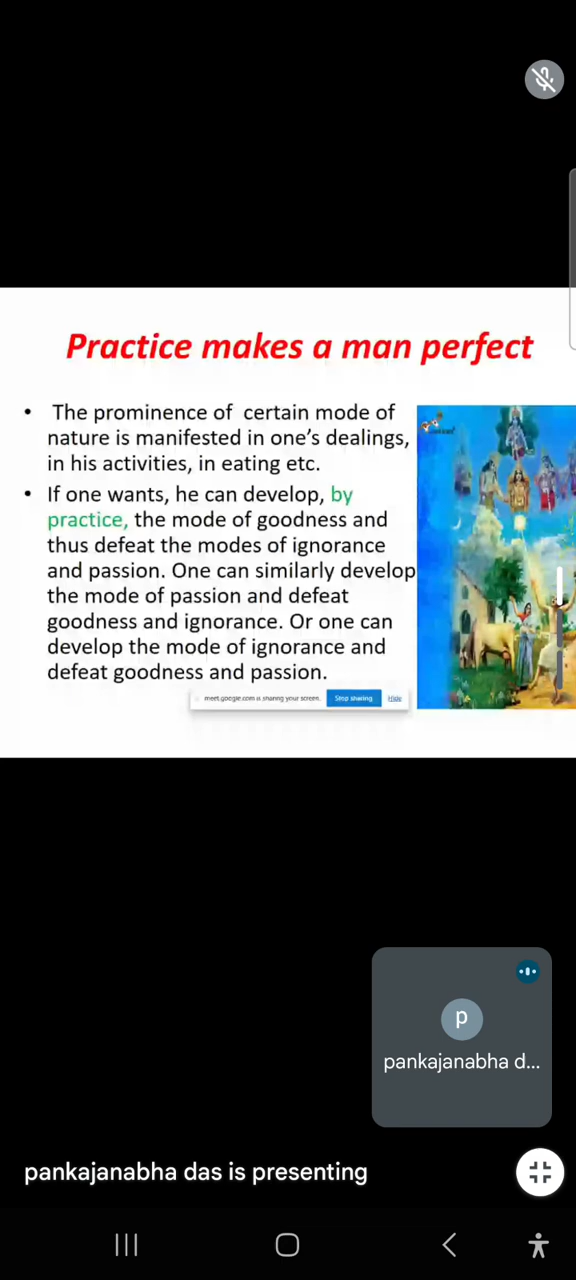 Practice makes a man perfect
• The prominence of certain mode of
nature is manifested in one's dealings,
in his activities, in eating etc.
• If one wants, he can develop, by
practice, the mode of goodness and
thus defeat the modes of ignorance
and passion. One can similarly develop
the mode of passion and defeat
goodness and ignorance. Or one can
develop the mode of ignorance and
defeat goodness and passion.
meet.google.com is sharing your screen. Stop sharing Hide
p
pankajanabha d...
pankajanabha das is presenting